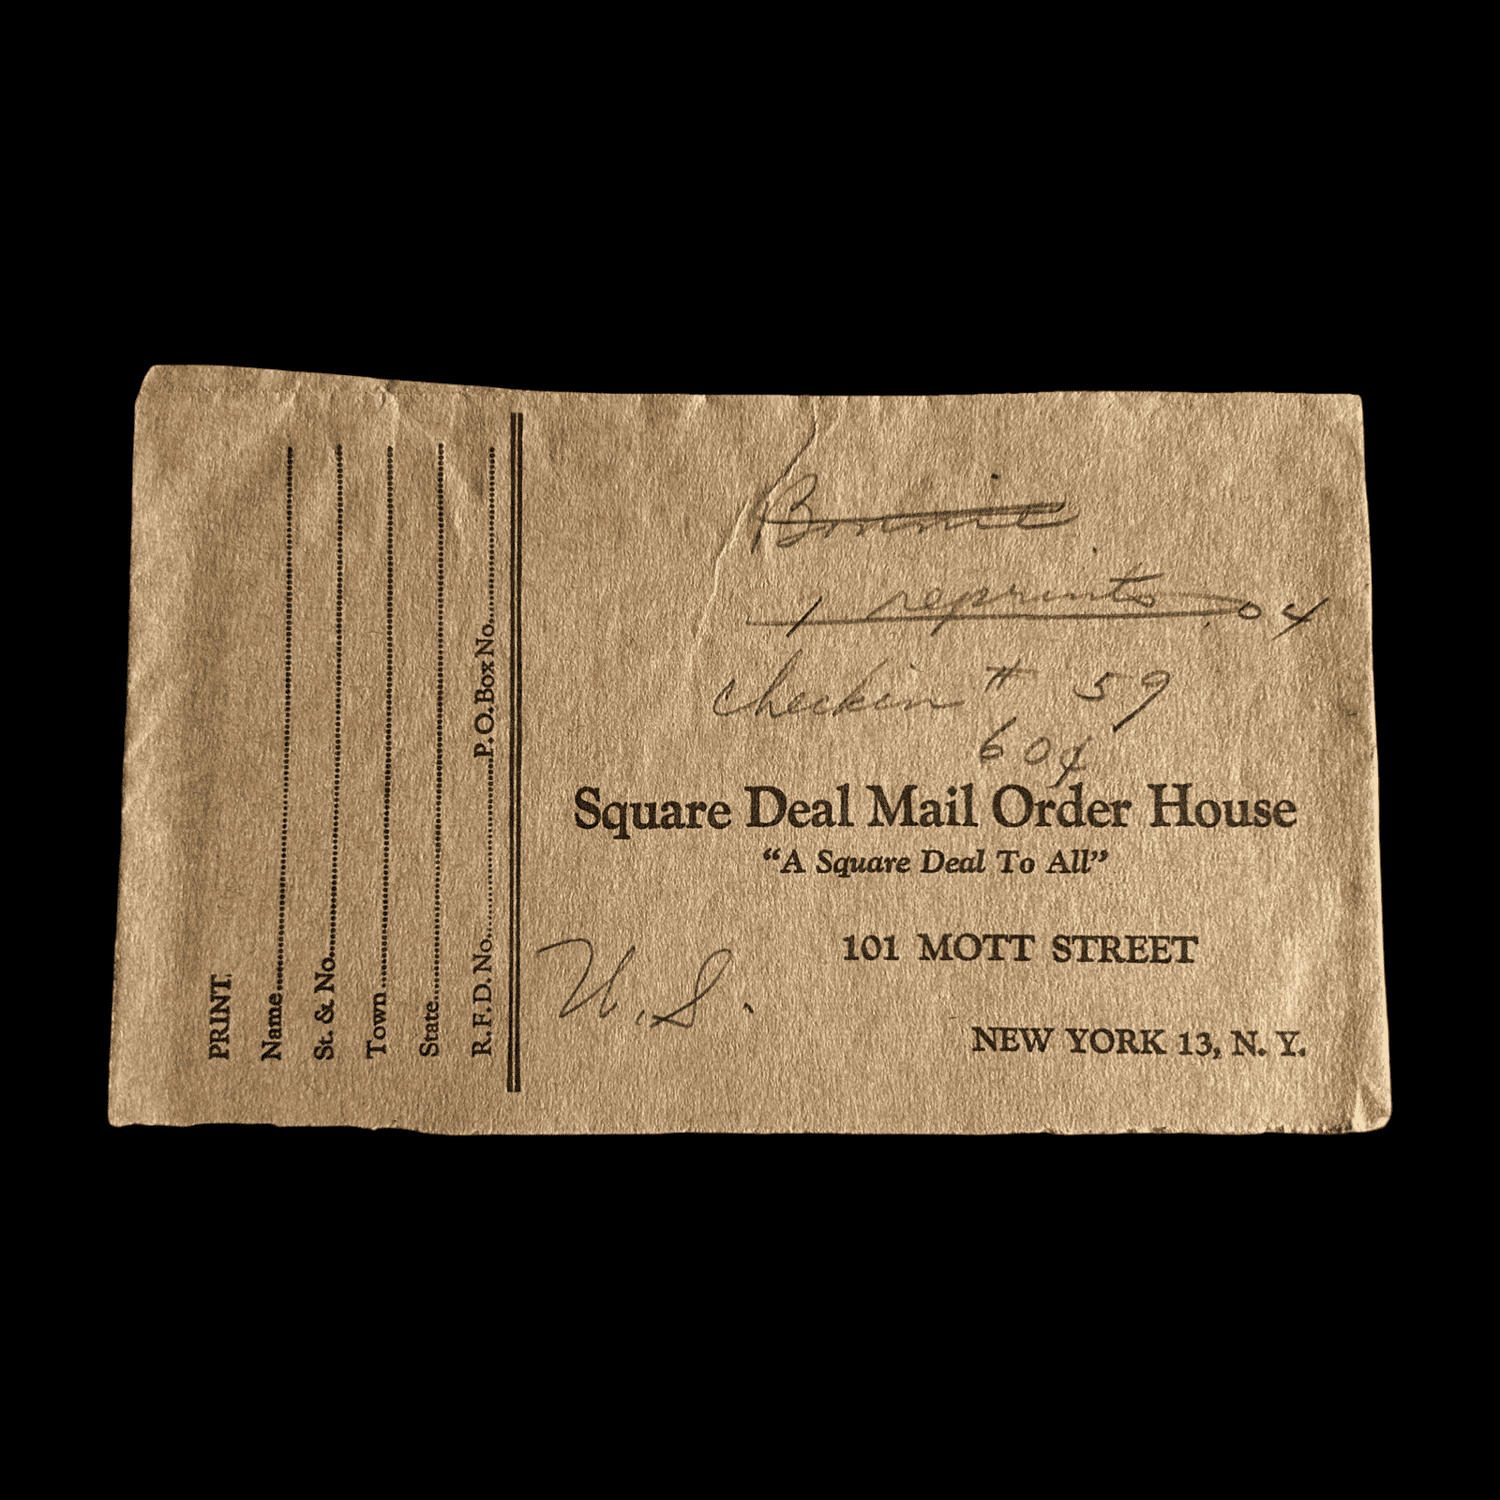 PRINT
Name
St. & No.
Town
State
R.F.D. No. P.O. Box No.
Bonnie
1 reprints .04
checkin # 59
60¢
Square Deal Mail Order House
“A Square Deal To All”
101 MOTT STREET
U.S.
NEW YORK 13, N. Y.